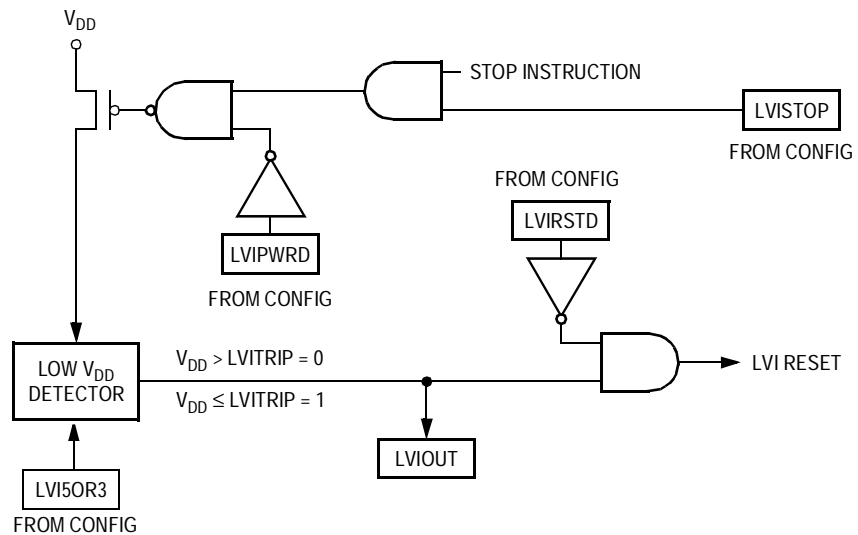 VDD
STOP INSTRUCTION
LVISTOP
FROM CONFIG
FROM CONFIG
LVIRSTD
LVIPWRD
FROM CONFIG
LOW VDD
DETECTOR
VDD > LVITRIP = 0
VDD ≤ LVITRIP = 1
LVI RESET
LVIOUT
LVI5OR3
FROM CONFIG